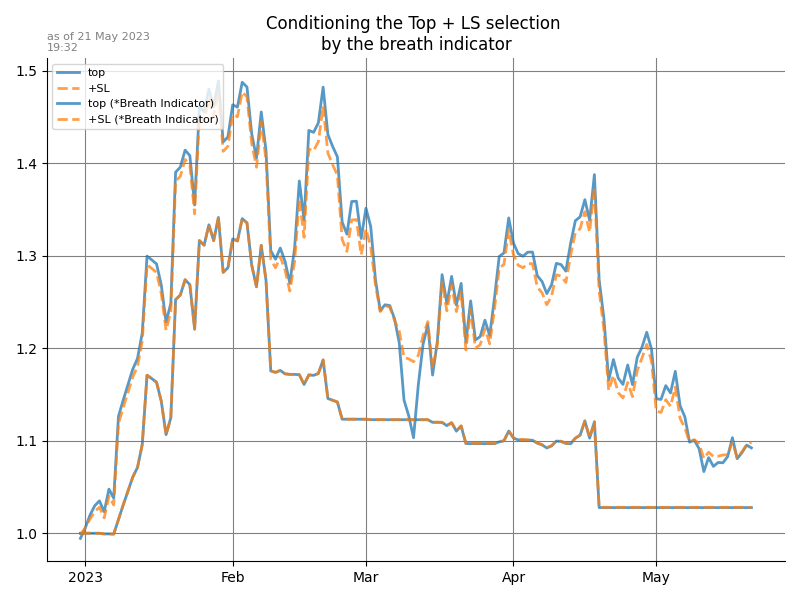 Conditioning the Top + LS selection
by the breath indicator
as of 21 May 2023
19:32
top
+SL
top (*Breath Indicator)
+SL (*Breath Indicator)
1.5
1.4
1.3
1.2
1.1
1.0
2023
Feb
Mar
Apr
May